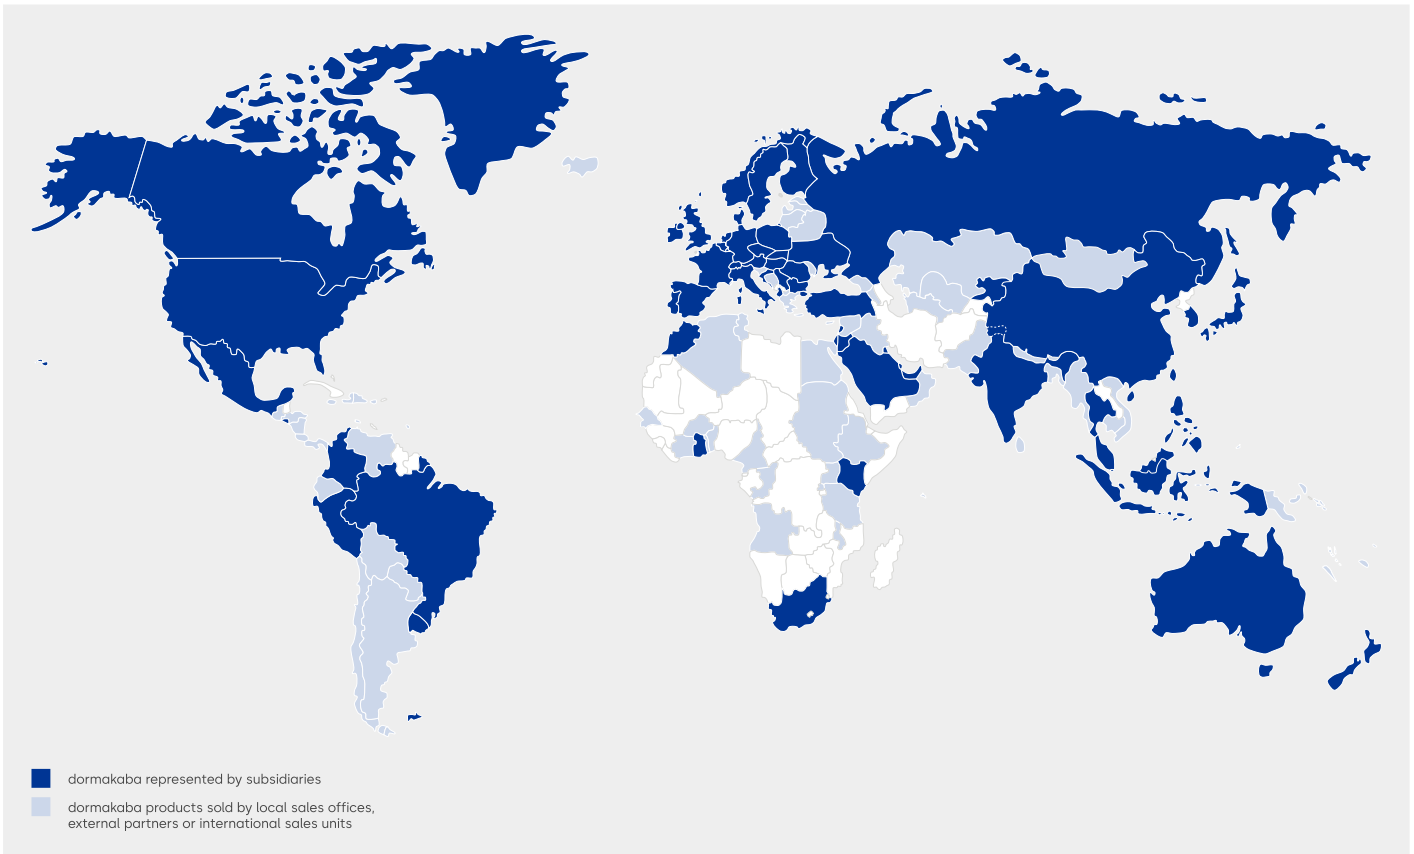 dormakaba represented by subsidiaries
dormakaba products sold by local sales offices,
external partners or international sales units